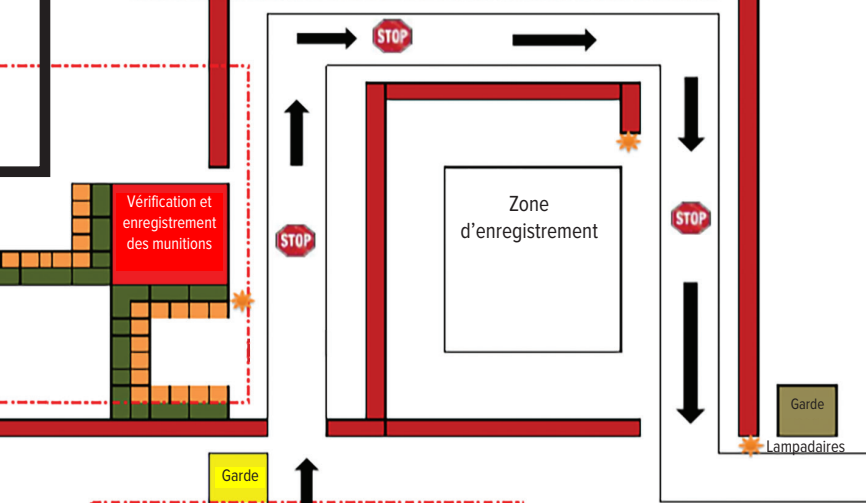 STOP
Vérification et
enregistrement
des munitions
Zone
d'enregistrement
STOP
STOP
Garde
Lampadaires
Garde